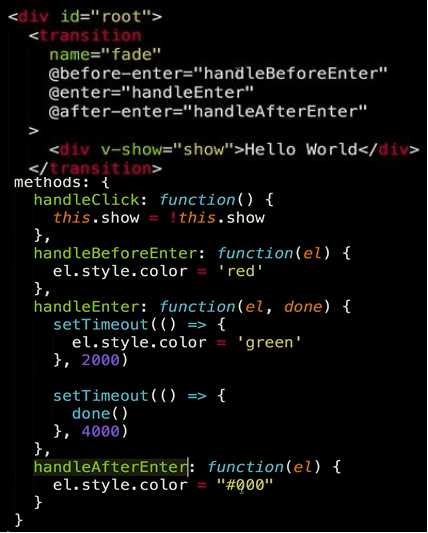 <div id="root">
<transition
name="fade"
@before-enter="handleBeforeEnter"
@enter="handleEnter"
@after-enter="handleAfterEnter"
>
<div v-show="show">Hello World</div>
</transition>
methods: {
handleClick: function() {
this.show = !this.show
},
handleBeforeEnter: function(el) {
el.style.color = 'red'
},
handleEnter: function(el, done) {
setTimeout(() => {
el.style.color = 'green'
}, 2000)
setTimeout(() => {
done()
}, 4000)
},
handleAfterEnter: function(el) {
el.style.color = "#000"
}
}